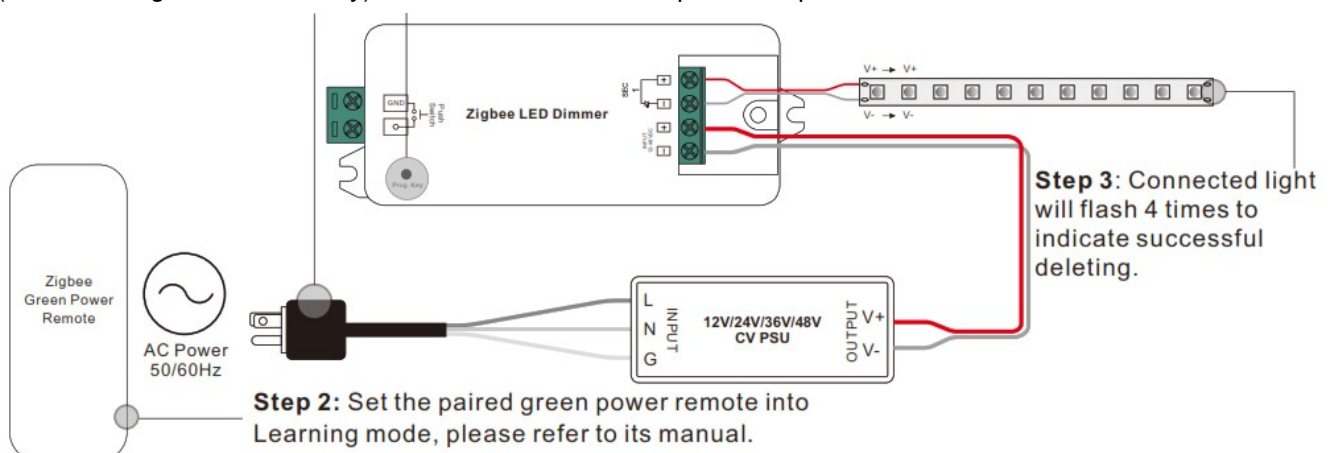 GND
Push
Switch
Prog. Key
Zigbee LED Dimmer
SEC
1
+
−
INPUT
+
−
V+ → V+
V- → V-
Step 3: Connected light
will flash 4 times to
indicate successful
deleting.
Zigbee
Green Power
Remote
AC Power
50/60Hz
L
N
G
INPUT
12V/24V/36V/48V
CV PSU
OUTPUT
V+
V-
Step 2: Set the paired green power remote into
Learning mode, please refer to its manual.